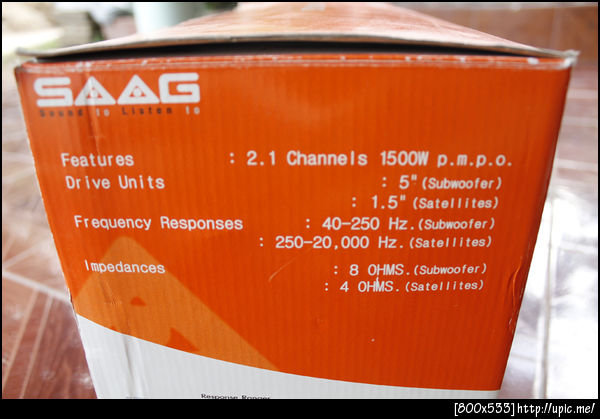 SAAG
Sound to Listen to
Features : 2.1 Channels 1500W p.m.p.o.
Drive Units : 5" (Subwoofer)
: 1.5" (Satellites)
Frequency Responses : 40-250 Hz. (Subwoofer)
: 250-20,000 Hz. (Satellites)
Impedances : 8 OHMS. (Subwoofer)
: 4 OHMS. (Satellites)
Response Ranger
[800x533]http://upic.me/